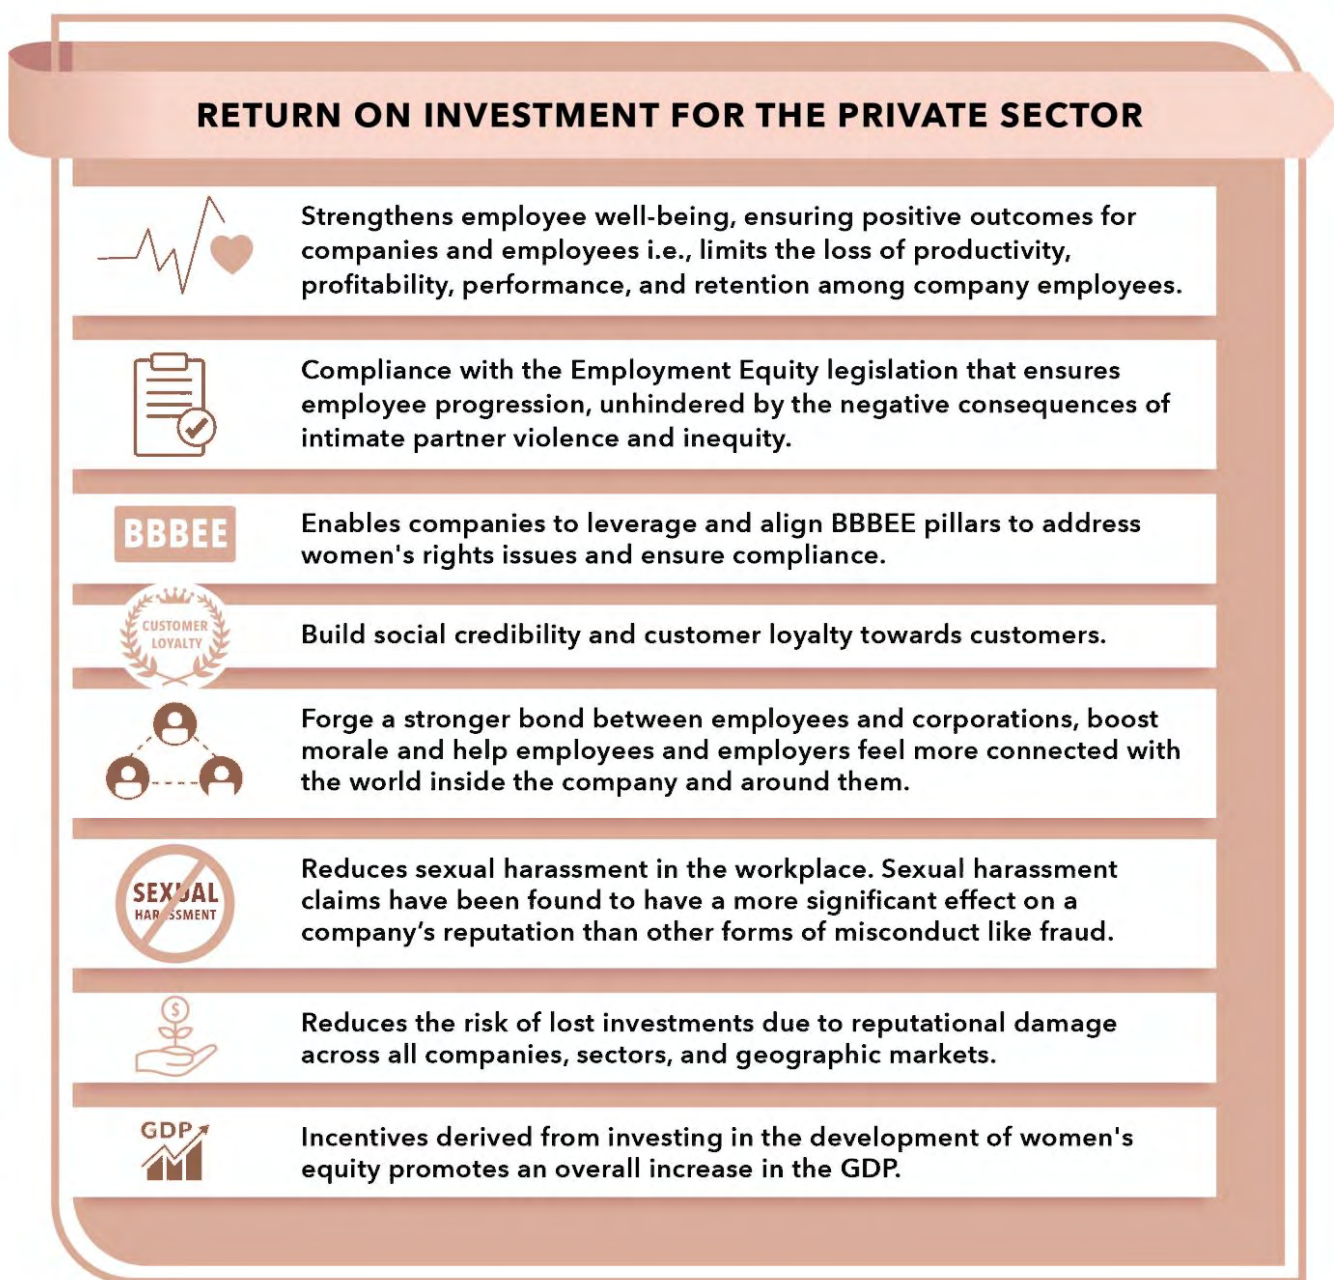 RETURN ON INVESTMENT FOR THE PRIVATE SECTOR
Strengthens employee well-being, ensuring positive outcomes for
companies and employees i.e., limits the loss of productivity,
profitability, performance, and retention among company employees.
Compliance with the Employment Equity legislation that ensures
employee progression, unhindered by the negative consequences of
intimate partner violence and inequity.
BBBEE
Enables companies to leverage and align BBBEE pillars to address
women's rights issues and ensure compliance.
CUSTOMER
LOYALTY
Build social credibility and customer loyalty towards customers.
Forge a stronger bond between employees and corporations, boost
morale and help employees and employers feel more connected with
the world inside the company and around them.
SEXUAL
HARASSMENT
Reduces sexual harassment in the workplace. Sexual harassment
claims have been found to have a more significant effect on a
company’s reputation than other forms of misconduct like fraud.
$
Reduces the risk of lost investments due to reputational damage
across all companies, sectors, and geographic markets.
GDP
Incentives derived from investing in the development of women's
equity promotes an overall increase in the GDP.